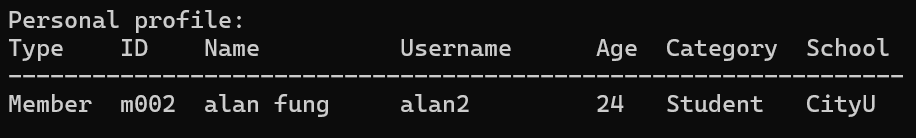 Personal profile:
Type    ID    Name          Username      Age  Category  School
----------------------------------------------------------------
Member  m002  alan fung     alan2         24   Student   CityU